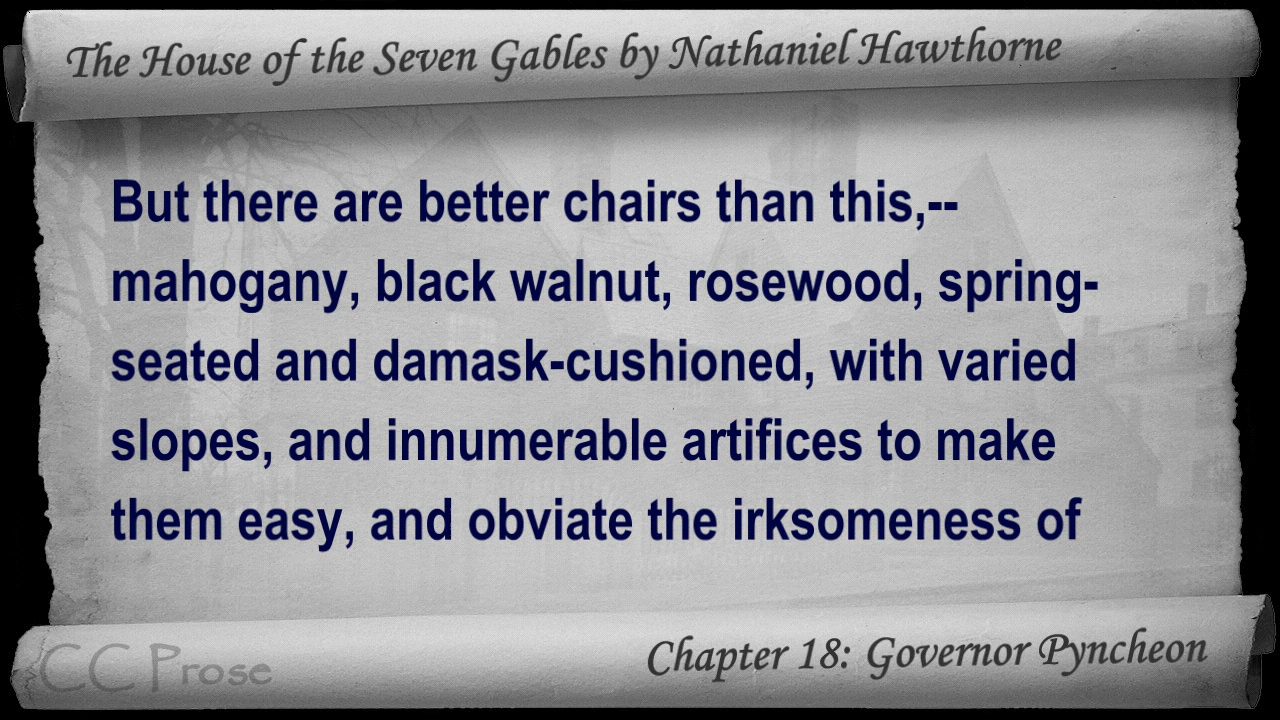 The House of the Seven Gables by Nathaniel Hawthorne
But there are better chairs than this,--
mahogany, black walnut, rosewood, spring-
seated and damask-cushioned, with varied
slopes, and innumerable artifices to make
them easy, and obviate the irksomeness of
Chapter 18: Governor Pyncheon
CC Prose